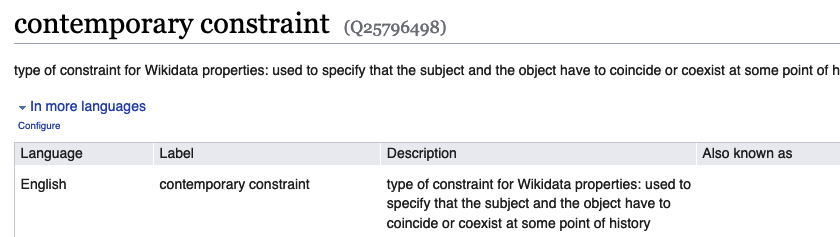 contemporary constraint (Q25796498)
type of constraint for Wikidata properties: used to specify that the subject and the object have to coincide or coexist at some point of h
In more languages
Configure
Language Label Description Also known as
English contemporary constraint type of constraint for Wikidata properties: used to
specify that the subject and the object have to
coincide or coexist at some point of history